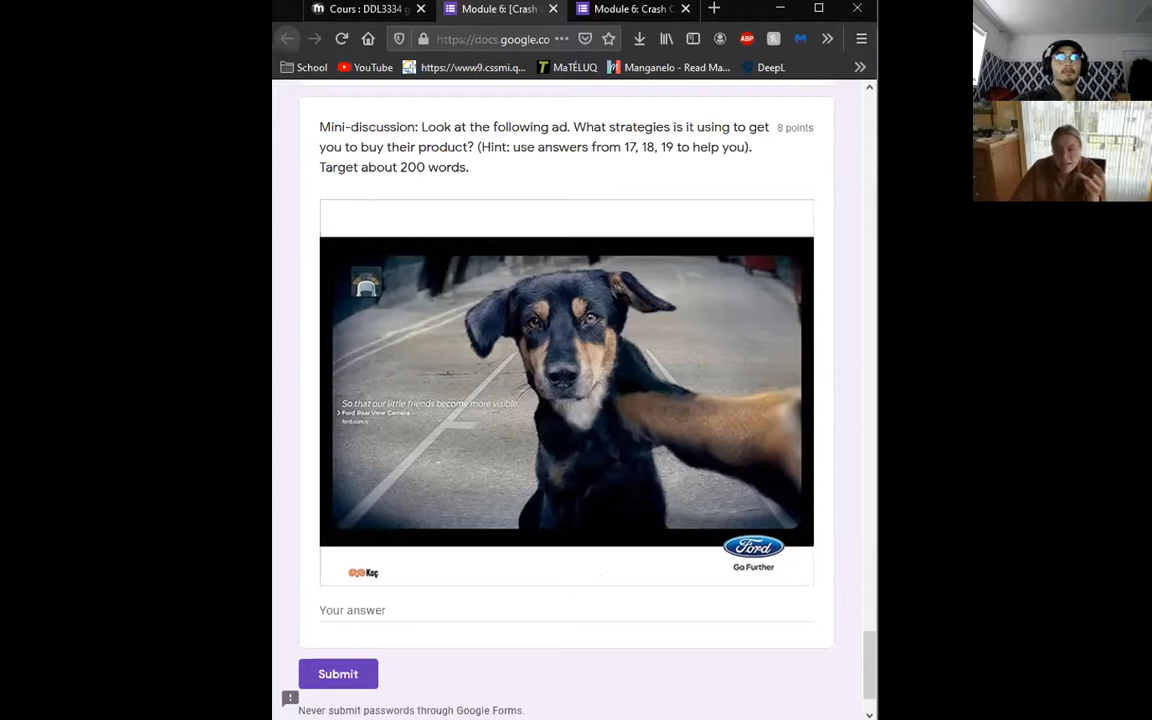 Cours : DDL3334 g
Module 6: [Crash
Module 6: Crash C
https://docs.google.co
ABP
School
YouTube
https://www9.cssmi.q...
MaTÉLUQ
Manganelo - Read Ma...
DeepL
Mini-discussion: Look at the following ad. What strategies is it using to get
8 points
you to buy their product? (Hint: use answers from 17, 18, 19 to help you).
Target about 200 words.
So that our little friends become more visible.
Ford Rear View Camera
ford.com.tr
Ford
Go Further
Koç
Your answer
Submit
Never submit passwords through Google Forms.